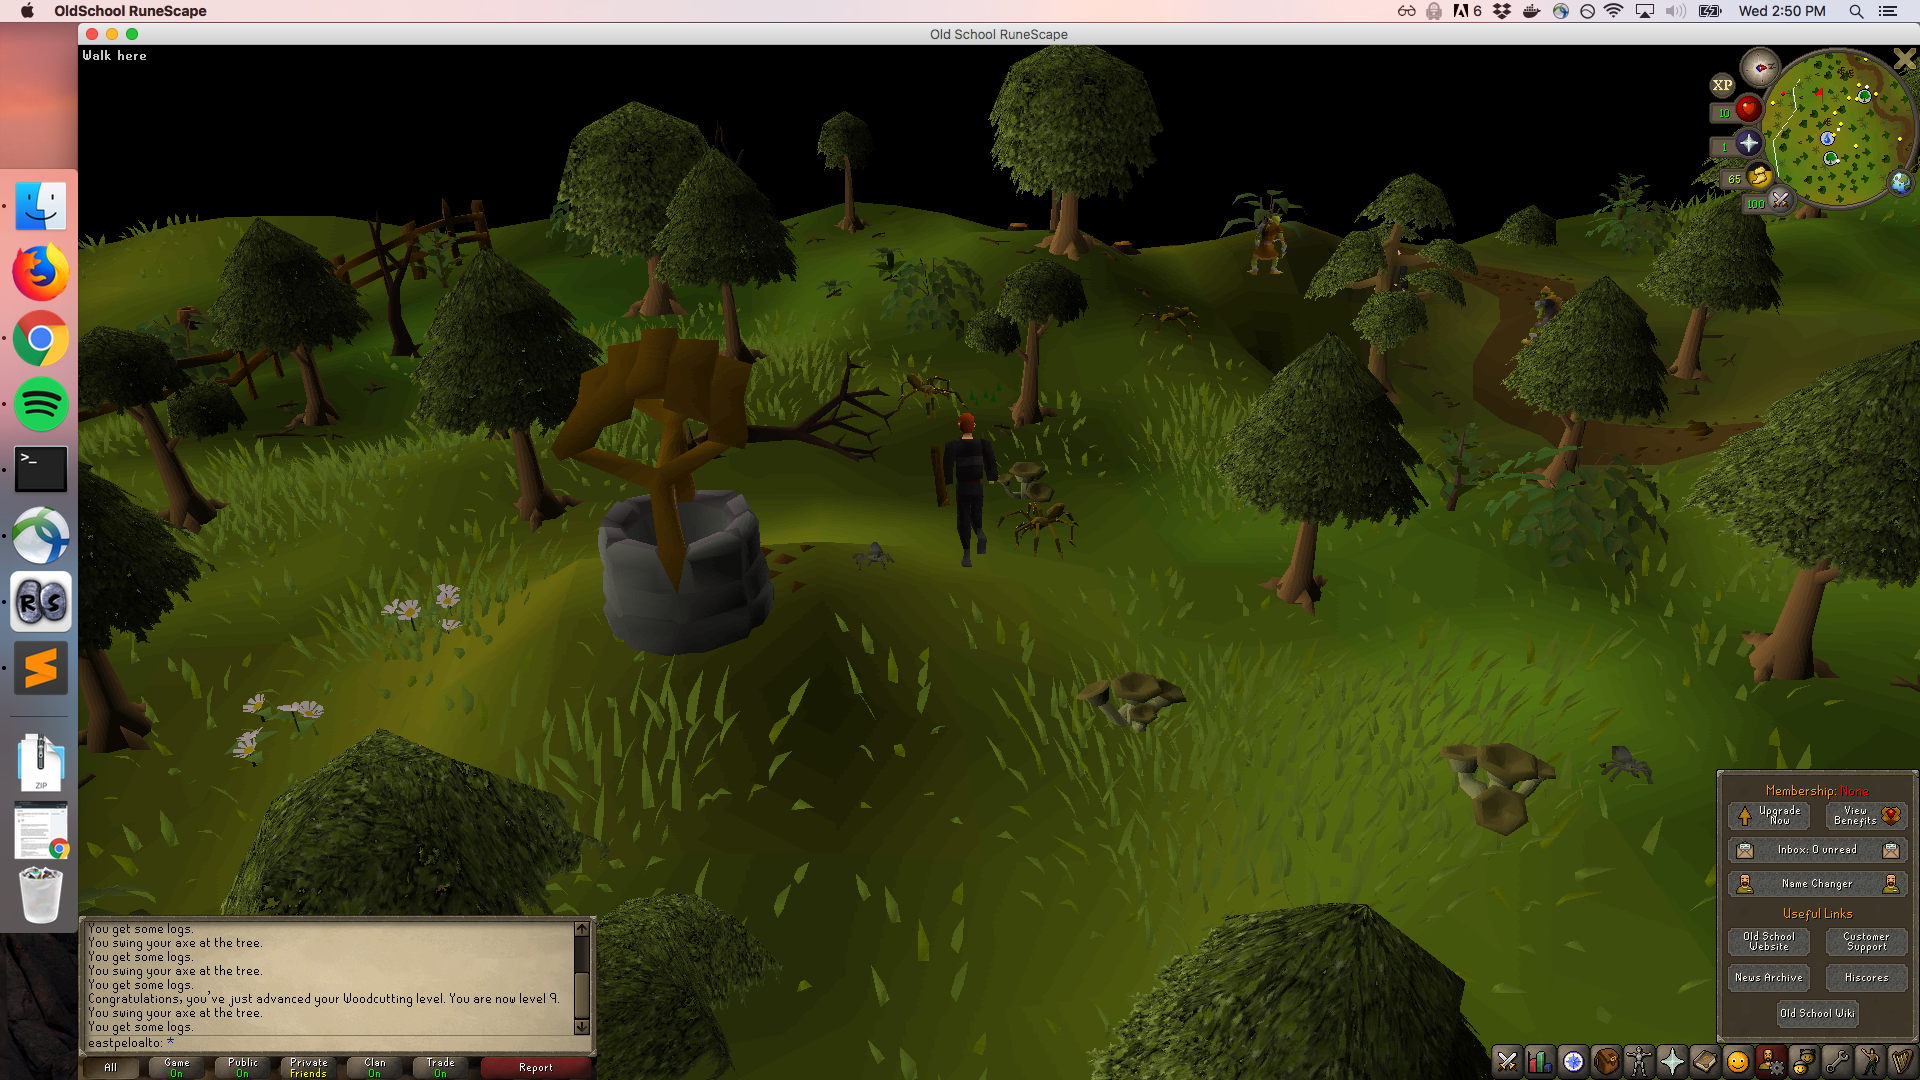 OldSchool RuneScape
6
Wed 2:50 PM
Old School RuneScape
Walk here
XP
10
1
65
100
>_
RS
ZIP
Membership: None
Upgrade Now
View Benefits
Inbox: 0 unread
Name Changer
Useful Links
Old School Website
Customer Support
News Archive
Hiscores
Old School Wiki
You get some logs.
You swing your axe at the tree.
You get some logs.
You swing your axe at the tree.
You get some logs.
Congratulations, you've just advanced your Woodcutting level. You are now level 9.
You swing your axe at the tree.
You get some logs.
eastpeloalto: *
All
Game On
Public On
Private Friends
Clan On
Trade On
Report